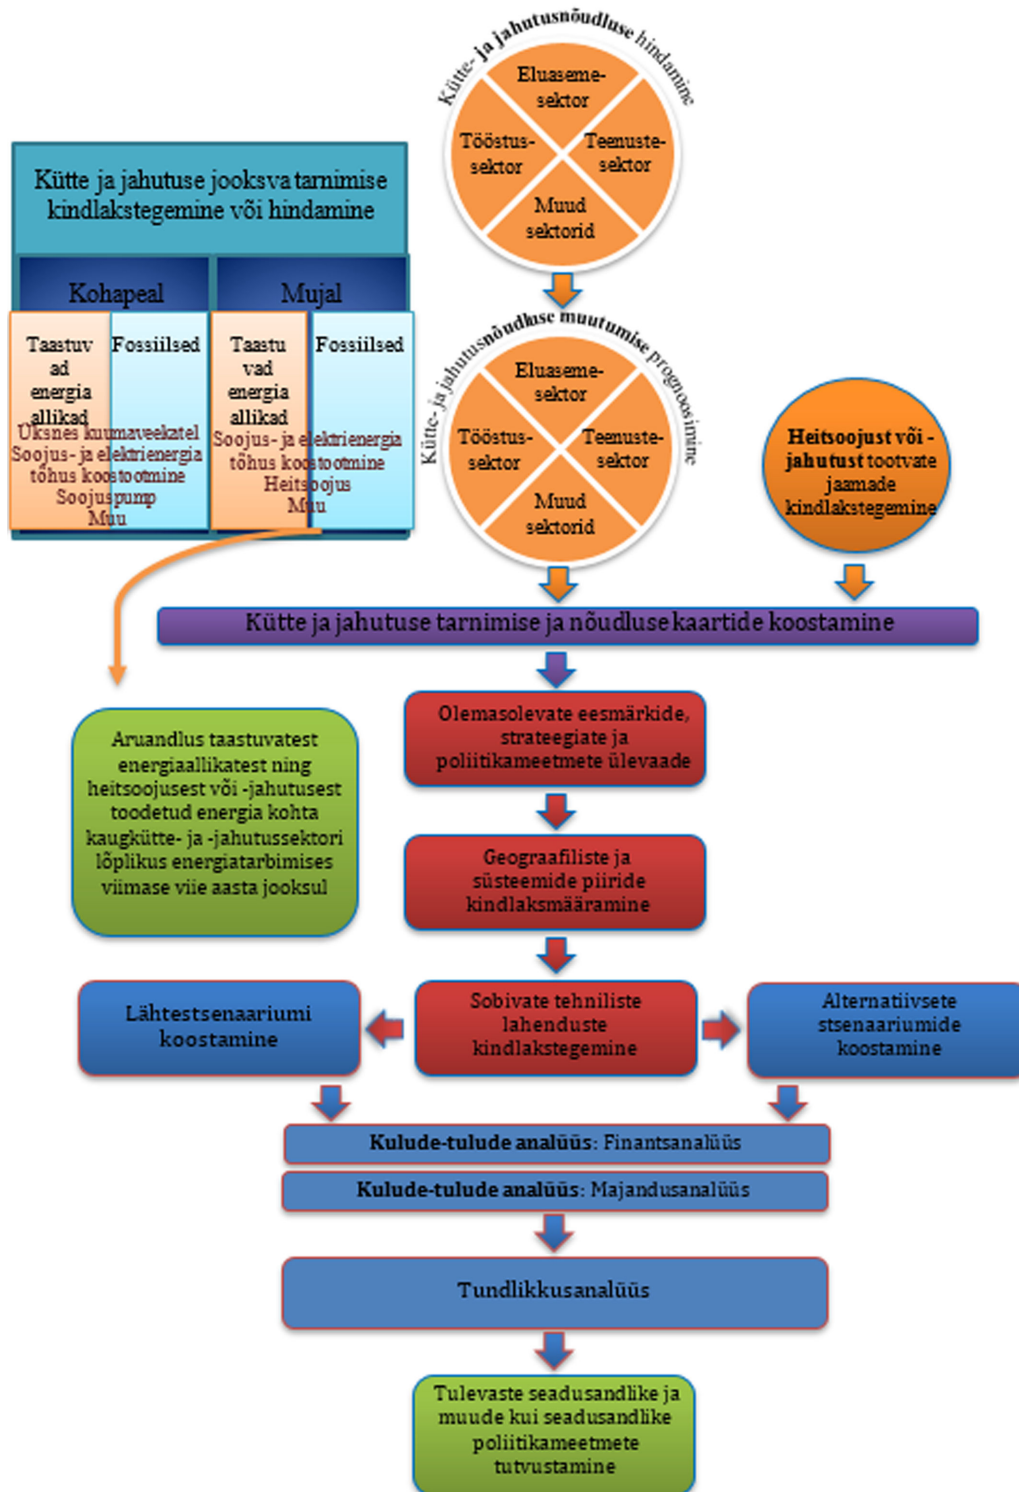 Kütte- ja jahutusnõudluse hindamine
Eluaseme-
sektor
Tööstus-
sektor
Teenuste-
sektor
Muud
sektorid
Kütte ja jahutuse jooksva tarnimise
kindlakstegemine või hindamine
Kohapeal
Mujal
Taastuv
ad
energia
allikad
Fossiilsed
Taastu
vad
energia
allikad
Fossiilsed
Üksnes kuumaveekatel
Soojus- ja elektrienergia
tõhus koostootmine
Soojuspump
Muu
Soojus- ja elektrienergia
tõhus koostootmine
Heitsoojus
Muu
Kütte- ja jahutusnõudluse muutumise prognoosimine
Eluaseme-
sektor
Tööstus-
sektor
Teenuste-
sektor
Muud
sektorid
Heitsoojust või -
jahutust tootvate
jaamade
kindlakstegemine
Kütte ja jahutuse tarnimise ja nõudluse kaartide koostamine
Aruandlus taastuvatest
energiaallikatest ning
heitsoojusest või -jahutusest
toodetud energia kohta
kaugkütte- ja -jahutussektori
lõplikus energiatarbimises
viimase viie aasta jooksul
Olemasolevate eesmärkide,
strateegiate ja
poliitikameetmete ülevaade
Geograafiliste ja
süsteemide piiride
kindlaksmääramine
Lähtestsenaariumi
koostamine
Sobivate tehniliste
lahenduste
kindlakstegemine
Alternatiivsete
stsenaariumide
koostamine
Kulude-tulude analüüs: Finantsanalüüs
Kulude-tulude analüüs: Majandusanalüüs
Tundlikkusanalüüs
Tulevaste seadusandlike ja
muude kui seadusandlike
poliitikameetmete
tutvustamine